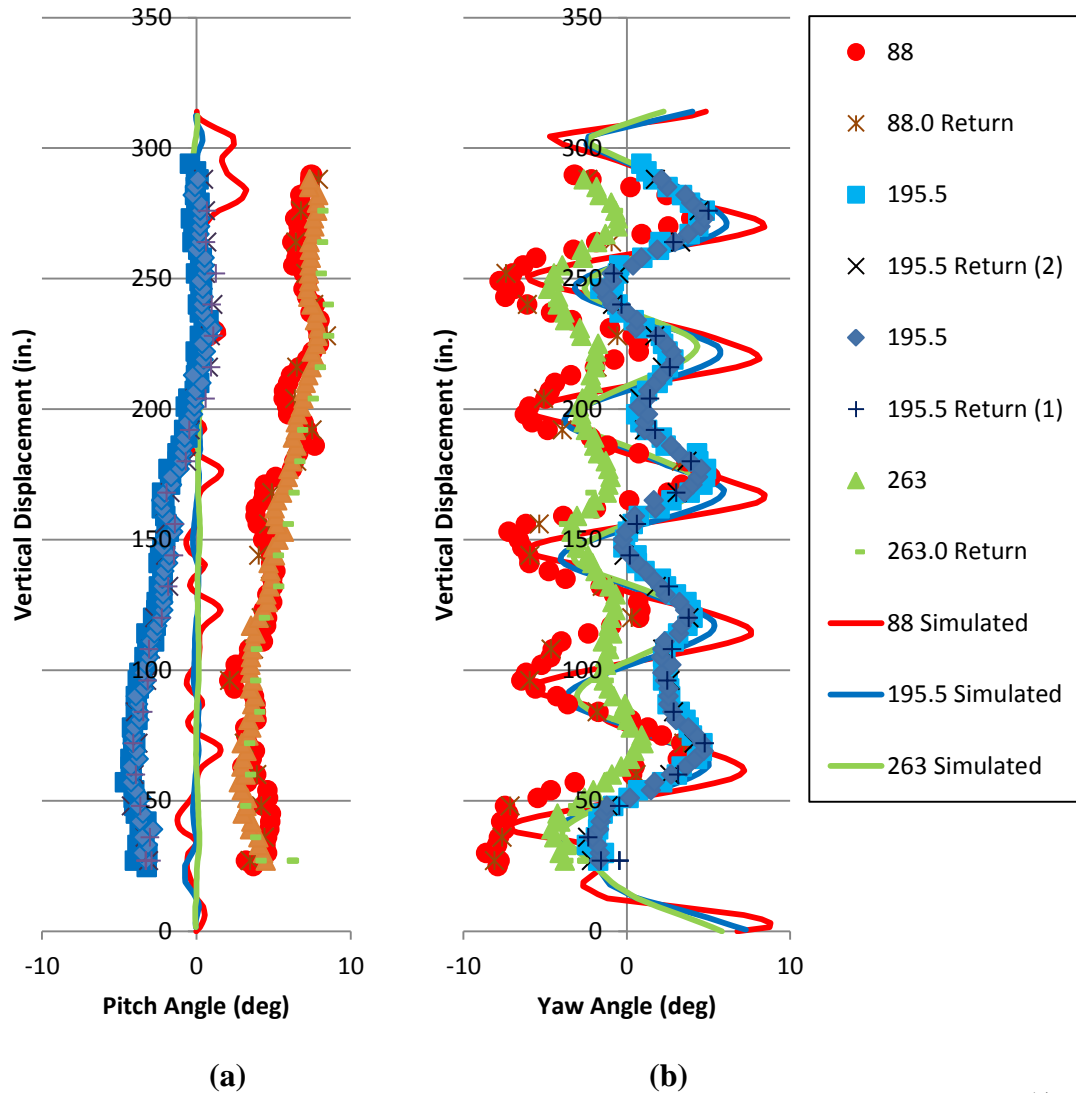 350
300
250
200
150
100
50
0
-10 0 10
Vertical Displacement (in.)
Pitch Angle (deg)
(a)
350
300
250
200
150
100
50
0
-10 0 10
Vertical Displacement (in.)
Yaw Angle (deg)
(b)
88
88.0 Return
195.5
195.5 Return (2)
195.5
195.5 Return (1)
263
263.0 Return
88 Simulated
195.5 Simulated
263 Simulated